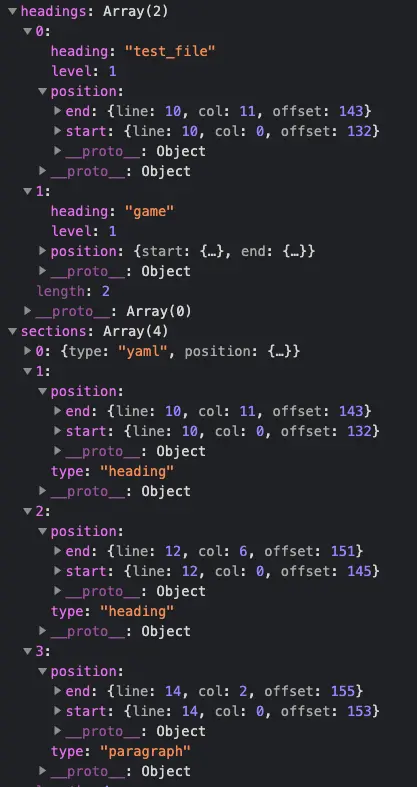 headings: Array(2)
0:
heading: "test_file"
level: 1
position:
end: {line: 10, col: 11, offset: 143}
start: {line: 10, col: 0, offset: 132}
__proto__: Object
__proto__: Object
1:
heading: "game"
level: 1
position: {start: {…}, end: {…}}
__proto__: Object
length: 2
__proto__: Array(0)
sections: Array(4)
0: {type: "yaml", position: {…}}
1:
position:
end: {line: 10, col: 11, offset: 143}
start: {line: 10, col: 0, offset: 132}
__proto__: Object
type: "heading"
__proto__: Object
2:
position:
end: {line: 12, col: 6, offset: 151}
start: {line: 12, col: 0, offset: 145}
__proto__: Object
type: "heading"
__proto__: Object
3:
position:
end: {line: 14, col: 2, offset: 155}
start: {line: 14, col: 0, offset: 153}
__proto__: Object
type: "paragraph"
__proto__: Object